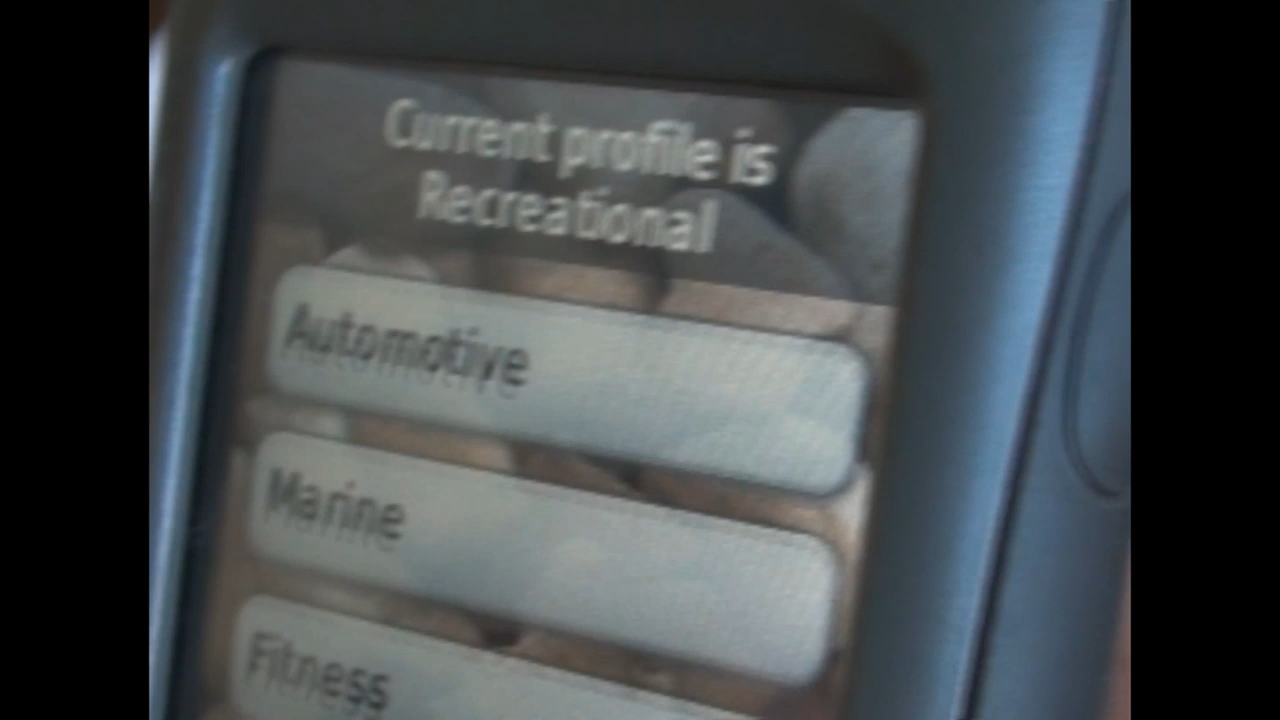 Current profile is
Recreational
Automotive
Marine
Fitness